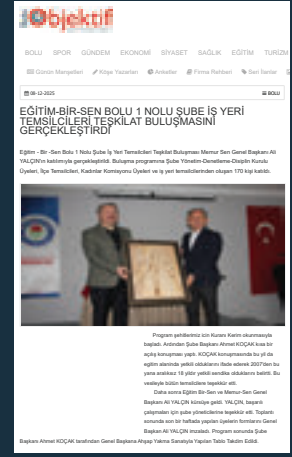 Objektif
BOLU SPOR GÜNDEM EKONOMİ SİYASET SAĞLIK EĞİTİM TURİZM
Günün Manşetleri Köşe Yazarları Anketler Firma Rehberi Seri İlanlar
08-12-2025 BOLU
EĞİTİM-BİR-SEN BOLU 1 NOLU ŞUBE İŞ YERİ
TEMSİLCİLERİ TEŞKİLAT BULUŞMASINI
GERÇEKLEŞTİRDİ
Eğitim - Bir -Sen Bolu 1 Nolu Şube İş Yeri Temsilcileri Teşkilat Buluşması Memur Sen Genel Başkanı Ali
YALÇIN'ın katılımıyla gerçekleştirildi. Buluşma programına Şube Yönetim-Denetleme-Disiplin Kurulu
Üyeleri, İlçe Temsilcileri, Kadınlar Komisyonu Üyeleri ve iş yeri temsilcilerinden oluşan 170 kişi katıldı.
Program şehitlerimiz için Kuranı Kerim okunmasıyla
başladı. Ardından Şube Başkanı Ahmet KOÇAK kısa bir
açılış konuşması yaptı. KOÇAK konuşmasında bu yıl da
eğitim alanında yetkili olduklarını ifade ederek 2007'den bu
yana aralıksız 18 yıldır yetkili sendika olduklarını belirtti. Bu
vesileyle bütün temsilcilere teşekkür etti.
Daha sonra Eğitim Bir-Sen ve Memur-Sen Genel
Başkanı Ali YALÇIN kürsüye geldi. YALÇIN, başarılı
çalışmaları için şube yöneticilerine teşekkür etti. Toplantı
sonunda son bir haftada yapılan üyelerin formlarını Genel
Başkan Ali YALÇIN imzaladı. Program sonunda Şube
Başkanı Ahmet KOÇAK tarafından Genel Başkana Ahşap Yakma Sanatıyla Yapılan Tablo Takdim Edildi.